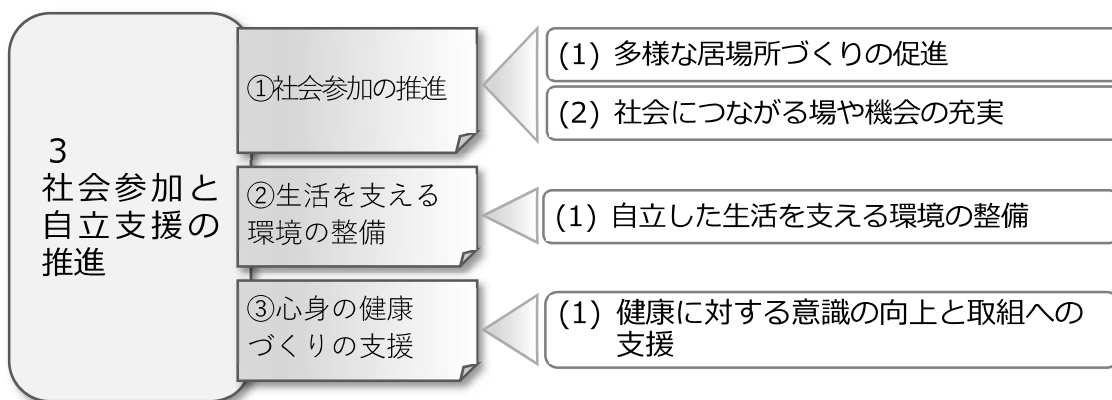 3
社会参加と
自立支援の
推進
①社会参加の推進
(1) 多様な居場所づくりの促進
(2) 社会につながる場や機会の充実
②生活を支える
環境の整備
(1) 自立した生活を支える環境の整備
③心身の健康
づくりの支援
(1) 健康に対する意識の向上と取組への
支援